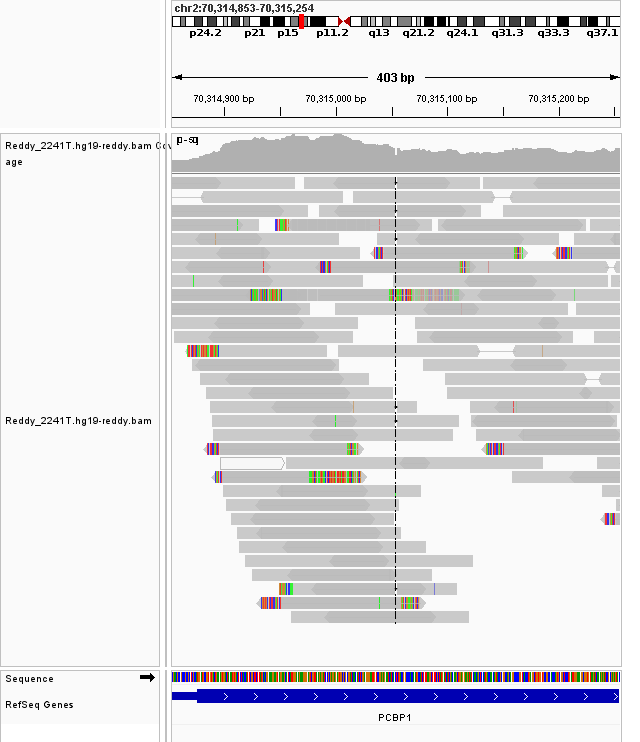 chr2:70,314,853-70,315,254
p24.2 p21 p15 p11.2 q13 q21.2 q24.1 q31.3 q33.3 q37.1
403 bp
70,314,900 bp 70,315,000 bp 70,315,100 bp 70,315,200 bp
Reddy_2241T.hg19-reddy.bam Cov
age
Reddy_2241T.hg19-reddy.bam
Sequence
RefSeq Genes
PCBP1